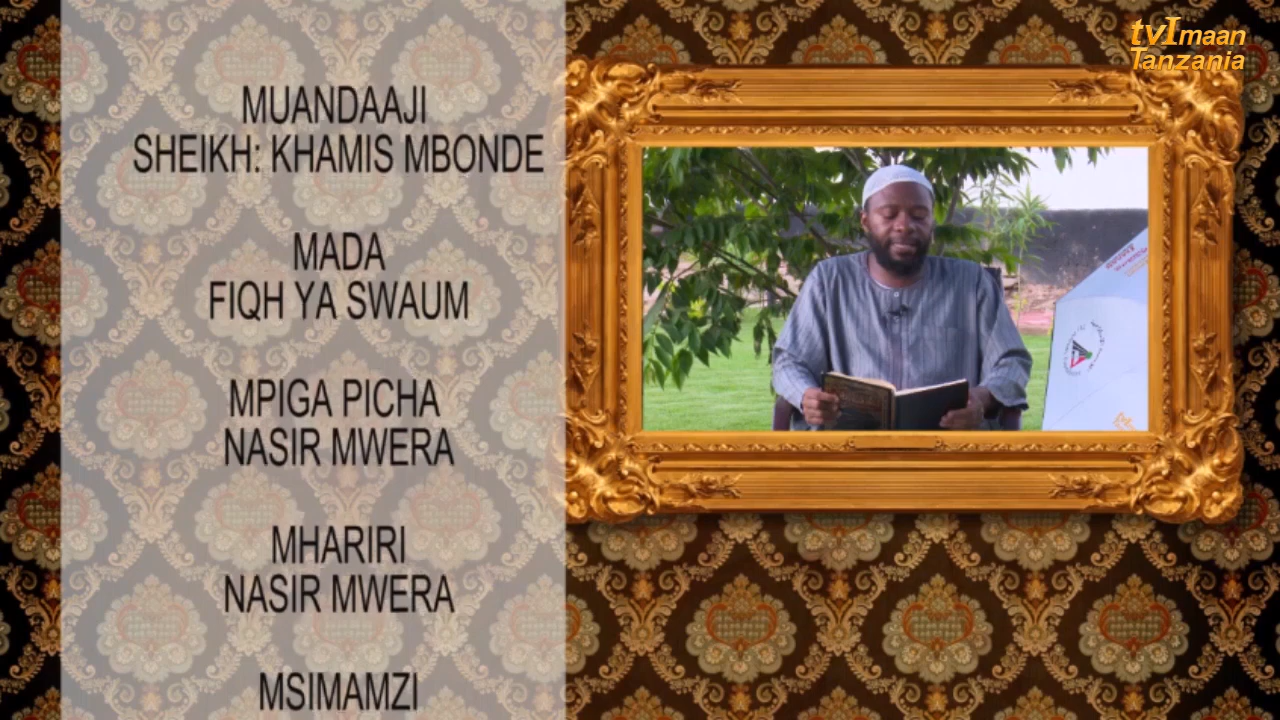 tvImaan
Tanzania
MUANDAAJI
SHEIKH: KHAMIS MBONDE
MADA
FIQH YA SWAUM
MPIGA PICHA
NASIR MWERA
MHARIRI
NASIR MWERA
MSIMAMZI